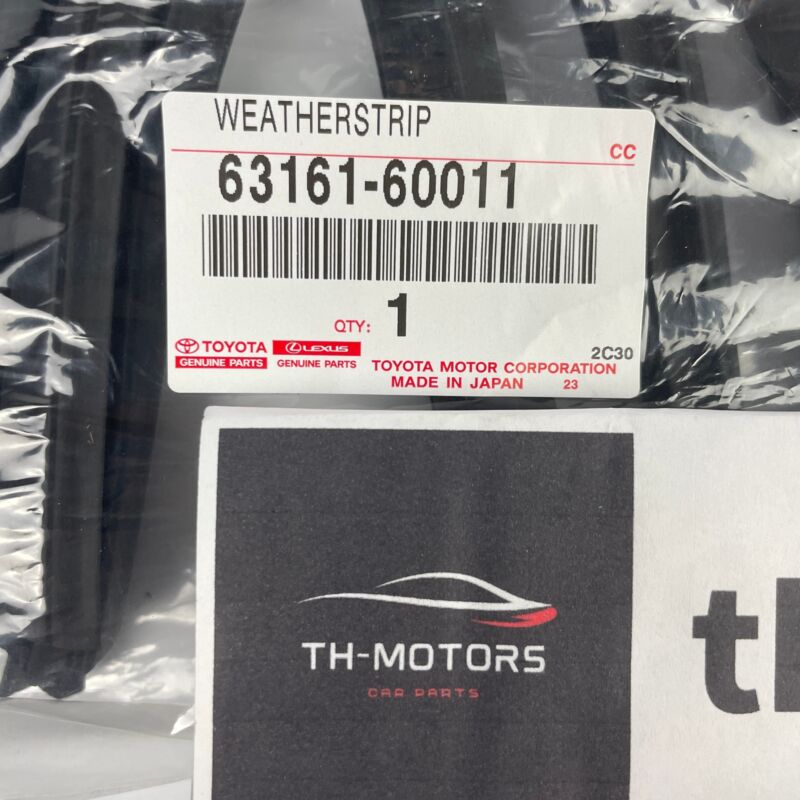 WEATHERSTRIP
CC
63161-60011
QTY: 1
TOYOTA
GENUINE PARTS
LEXUS
GENUINE PARTS
2C30
TOYOTA MOTOR CORPORATION
MADE IN JAPAN 23
TH-MOTORS
CAR PARTS
th